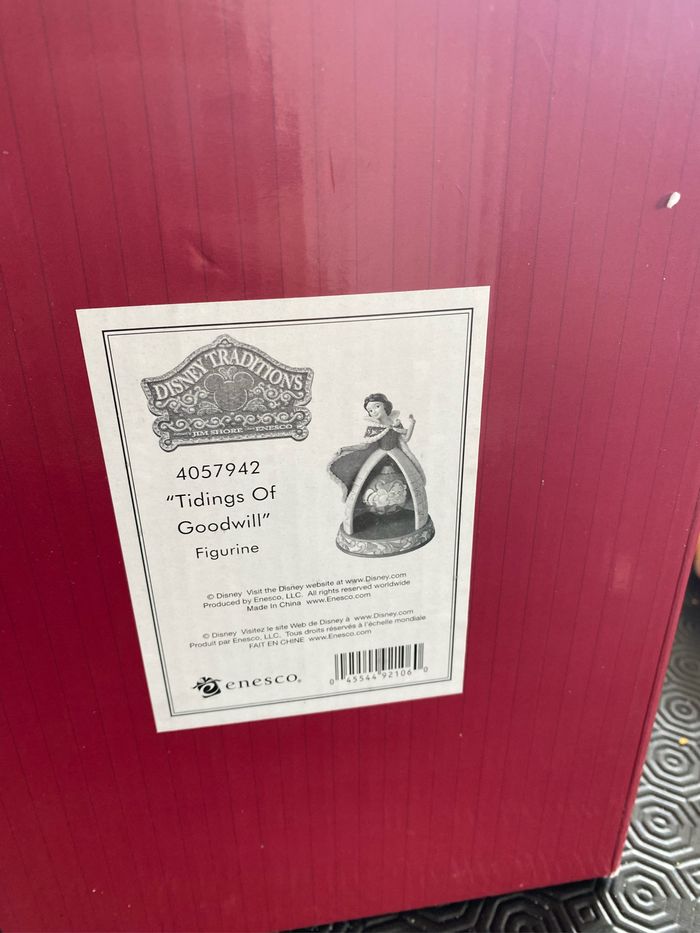 DISNEY TRADITIONS
JIM SHORE ENESCO
4057942
“Tidings Of
Goodwill”
Figurine
© Disney Visit the Disney website at www.Disney.com
Produced by Enesco, LLC. All rights reserved worldwide
Made In China www.Enesco.com
© Disney Visitez le site Web de Disney à www.Disney.com
Produit par Enesco, LLC. Tous droits réservés à l'échelle mondiale
FAIT EN CHINE www.Enesco.com
enesco®
0 45544 92106 0